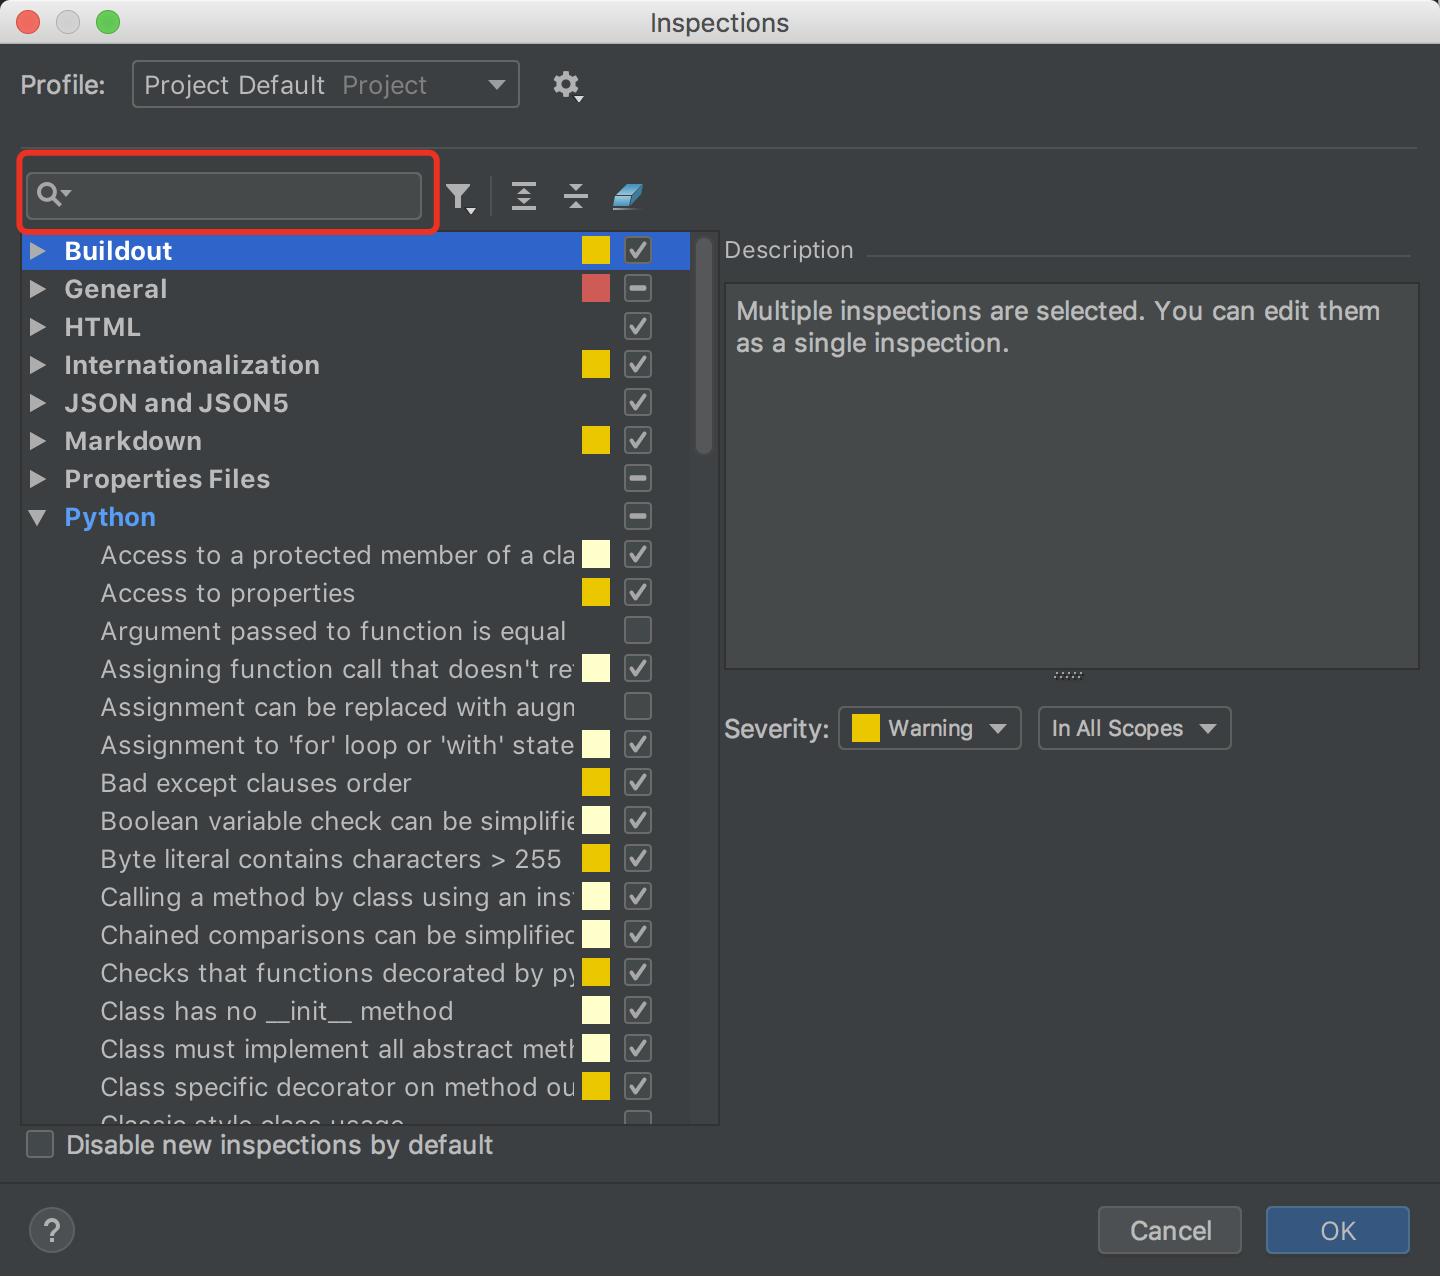 Inspections
Profile:
Project Default Project
Description
Buildout
General
HTML
Internationalization
JSON and JSON5
Markdown
Properties Files
Python
Access to a protected member of a cla
Access to properties
Argument passed to function is equal
Assigning function call that doesn't re
Assignment can be replaced with augm
Assignment to 'for' loop or 'with' state
Bad except clauses order
Boolean variable check can be simplifie
Byte literal contains characters > 255
Calling a method by class using an ins
Chained comparisons can be simplified
Checks that functions decorated by py
Class has no __init__ method
Class must implement all abstract meth
Class specific decorator on method ou
Classic style class usage
Multiple inspections are selected. You can edit them
as a single inspection.
Severity:
Warning
In All Scopes
Disable new inspections by default
?
Cancel
OK